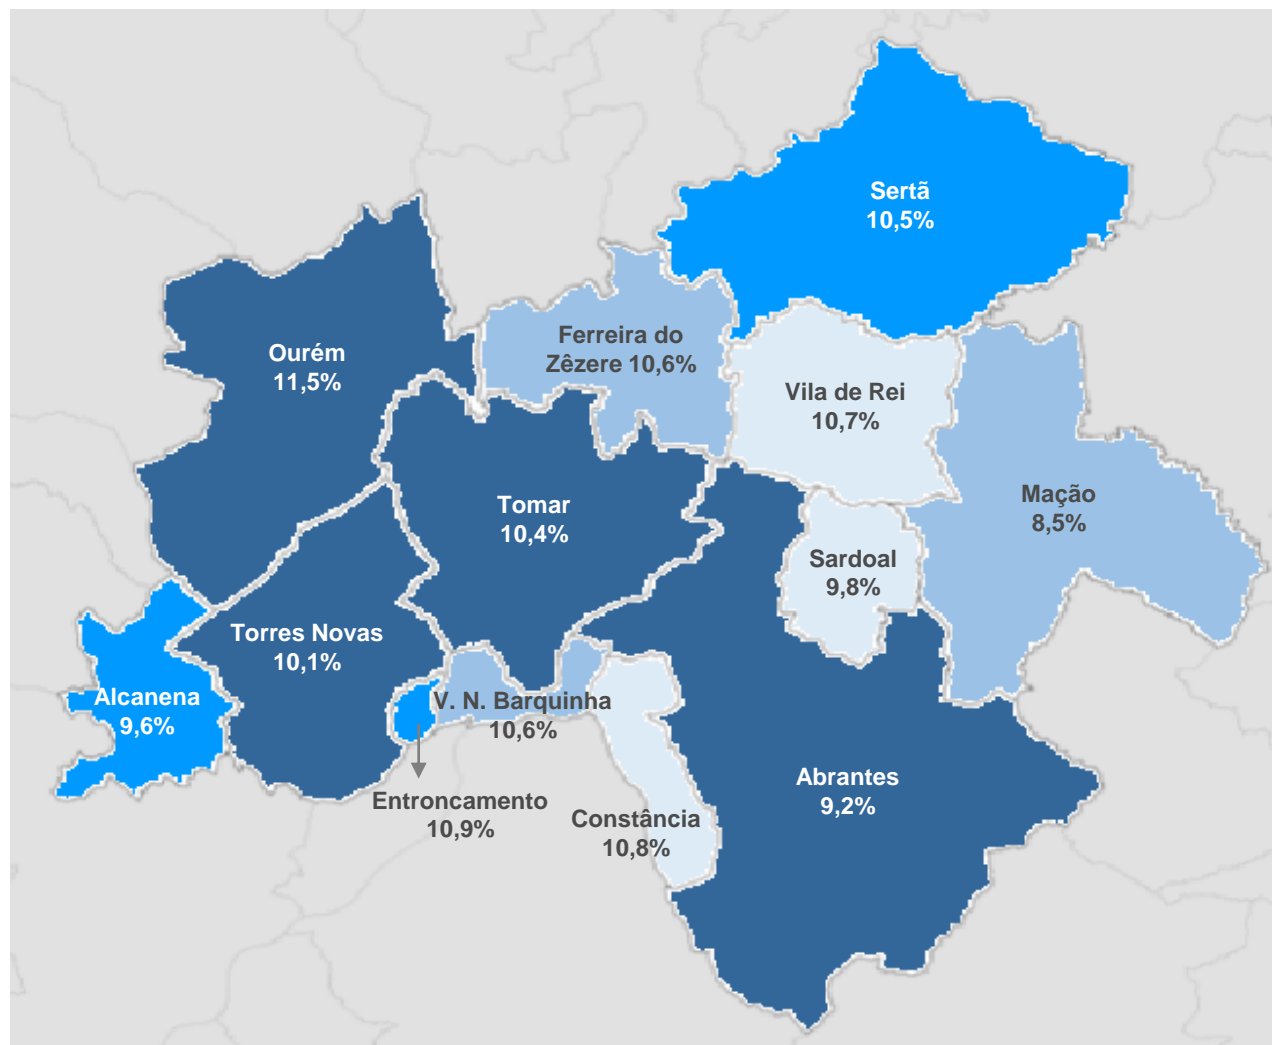 Sertã
10,5%
Ourém
11,5%
Ferreira do
Zêzere 10,6%
Vila de Rei
10,7%
Mação
8,5%
Tomar
10,4%
Sardoal
9,8%
Torres Novas
10,1%
Alcanena
9,6%
V. N. Barquinha
10,6%
Abrantes
9,2%
Entroncamento
10,9%
Constância
10,8%